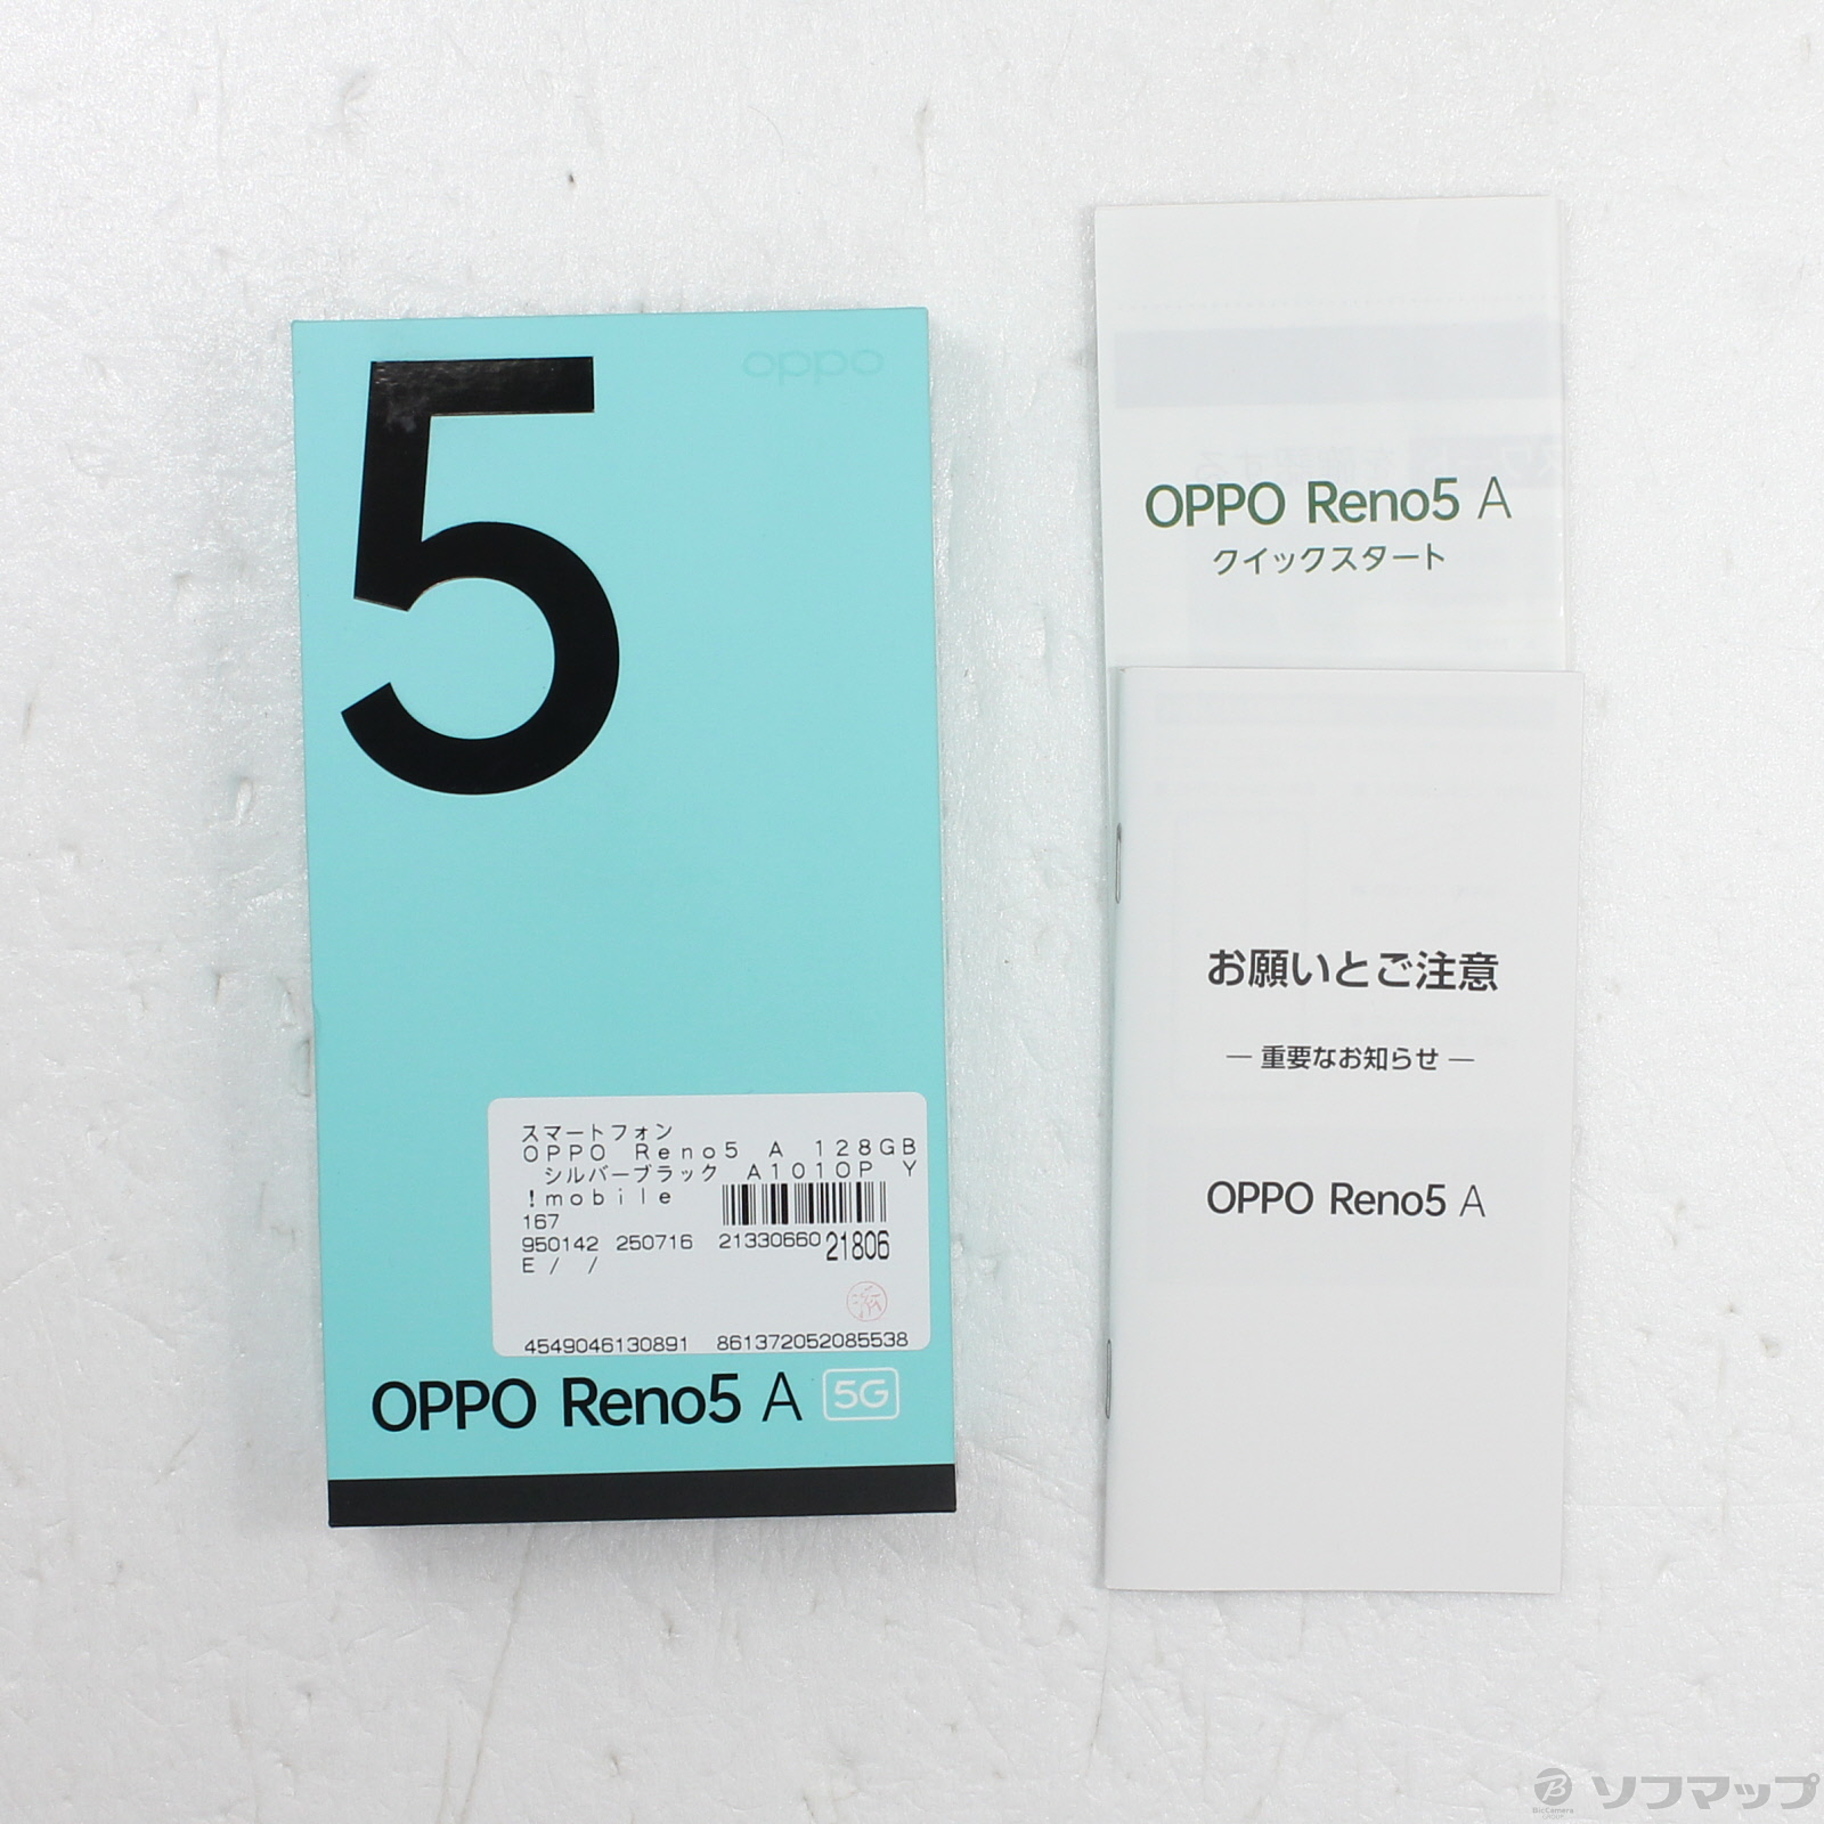 5
oppo
スマートフォン
OPPO Reno5 A 128GB
シルバーブラック A101OP Y
!mobile
167
950142 250716 21330660 21806
E / /
4549046130891 861372052085538
OPPO Reno5 A 5G
OPPO Reno5 A
クイックスタート
お願いとご注意
― 重要なお知らせ ―
OPPO Reno5 A
B BicCamera GROUP ソフマップ